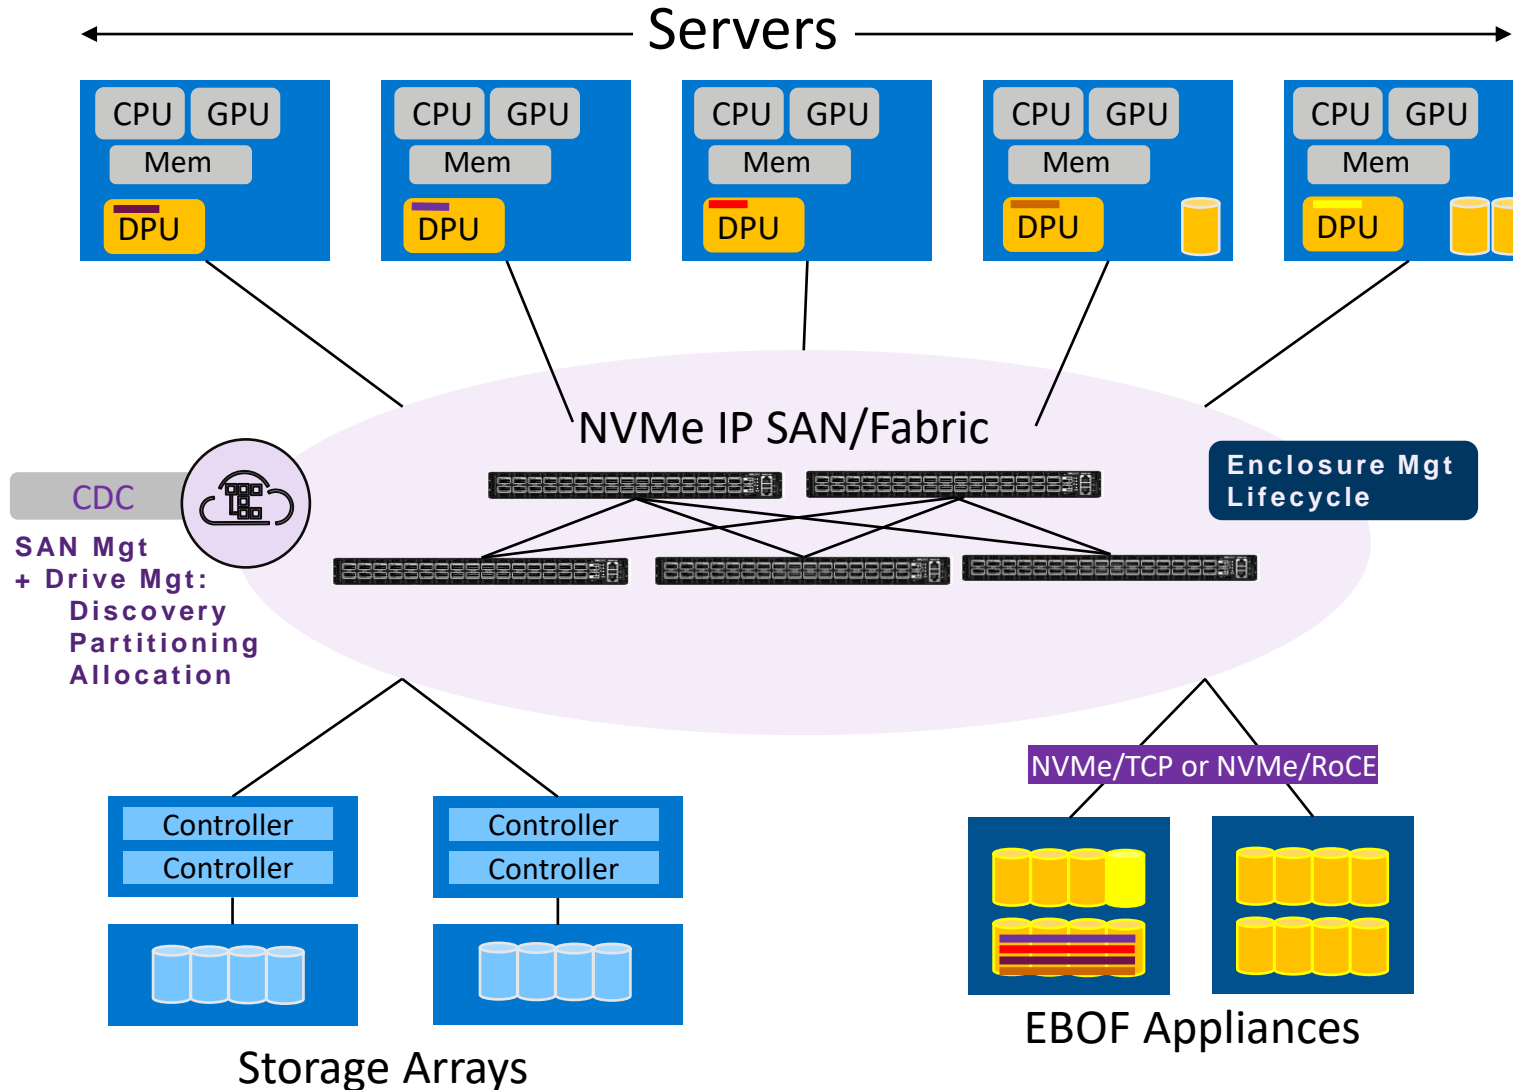 Servers
CPU GPU
Mem
DPU
CPU GPU
Mem
DPU
CPU GPU
Mem
DPU
CPU GPU
Mem
DPU
CPU GPU
Mem
DPU
NVMe IP SAN/Fabric
CDC
SAN Mgt
+ Drive Mgt:
Discovery
Partitioning
Allocation
Enclosure Mgt
Lifecycle
NVMe/TCP or NVMe/RoCE
Controller
Controller
Controller
Controller
Storage Arrays
EBOF Appliances